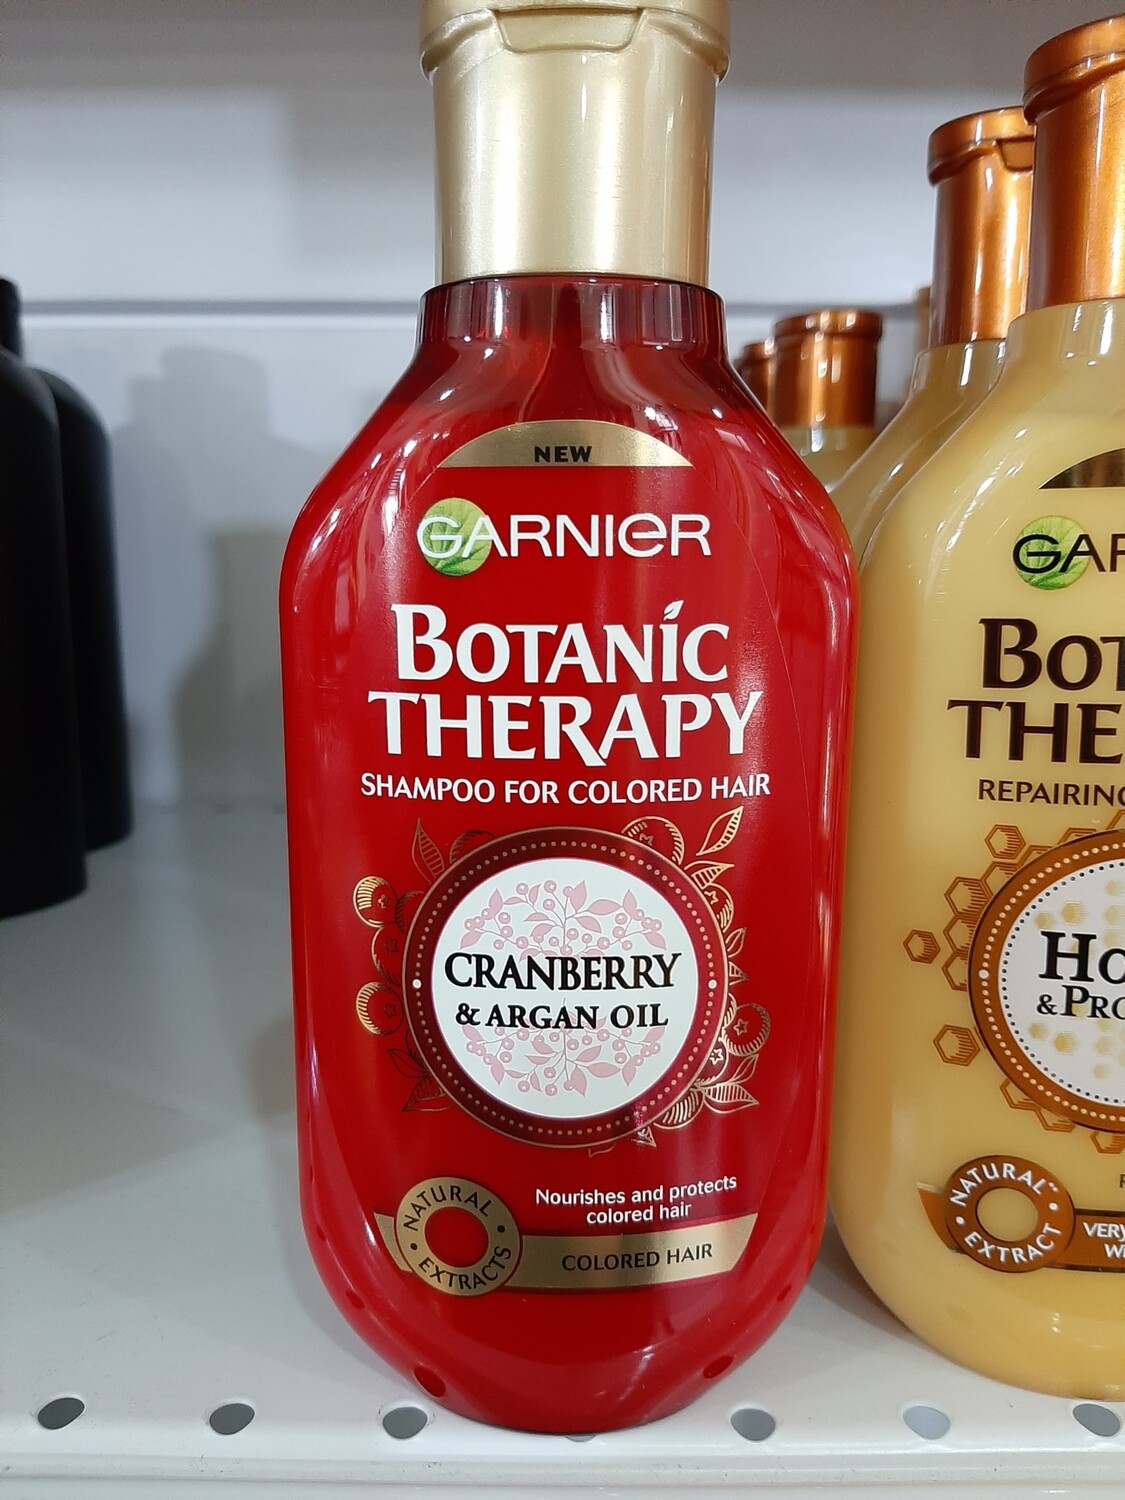 NEW
GARNIER
BOTANIC
THERAPY
SHAMPOO FOR COLORED HAIR
CRANBERRY
& ARGAN OIL
Nourishes and protects
colored hair
NATURAL
EXTRACTS
COLORED HAIR
GAR
BOT
THE
REPAIRING
HO
& PRO
NATURAL
EXTRACT
VERY